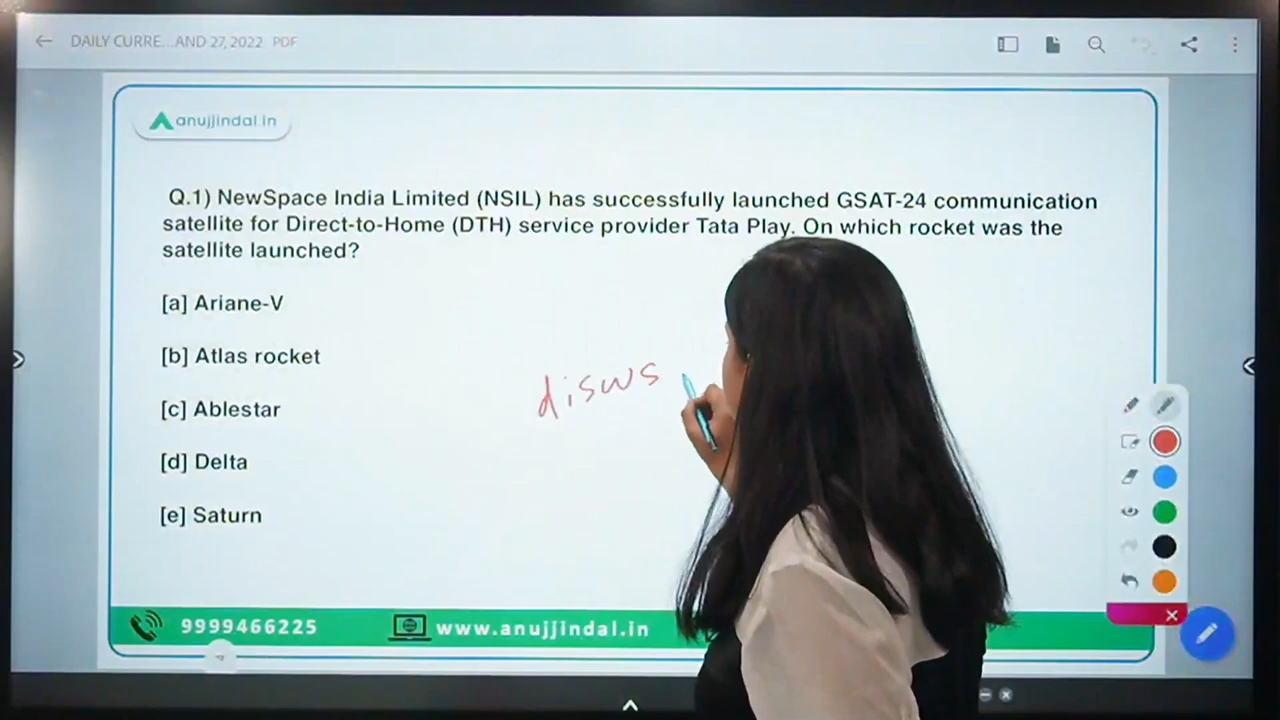 DAILY CURRE...AND 27, 2022 PDF
anujjindal.in
Q.1) NewSpace India Limited (NSIL) has successfully launched GSAT-24 communication
satellite for Direct-to-Home (DTH) service provider Tata Play. On which rocket was the
satellite launched?
[a] Ariane-V
[b] Atlas rocket
discus
[c] Ablestar
[d] Delta
[e] Saturn
9999466225
www.anujjindal.in